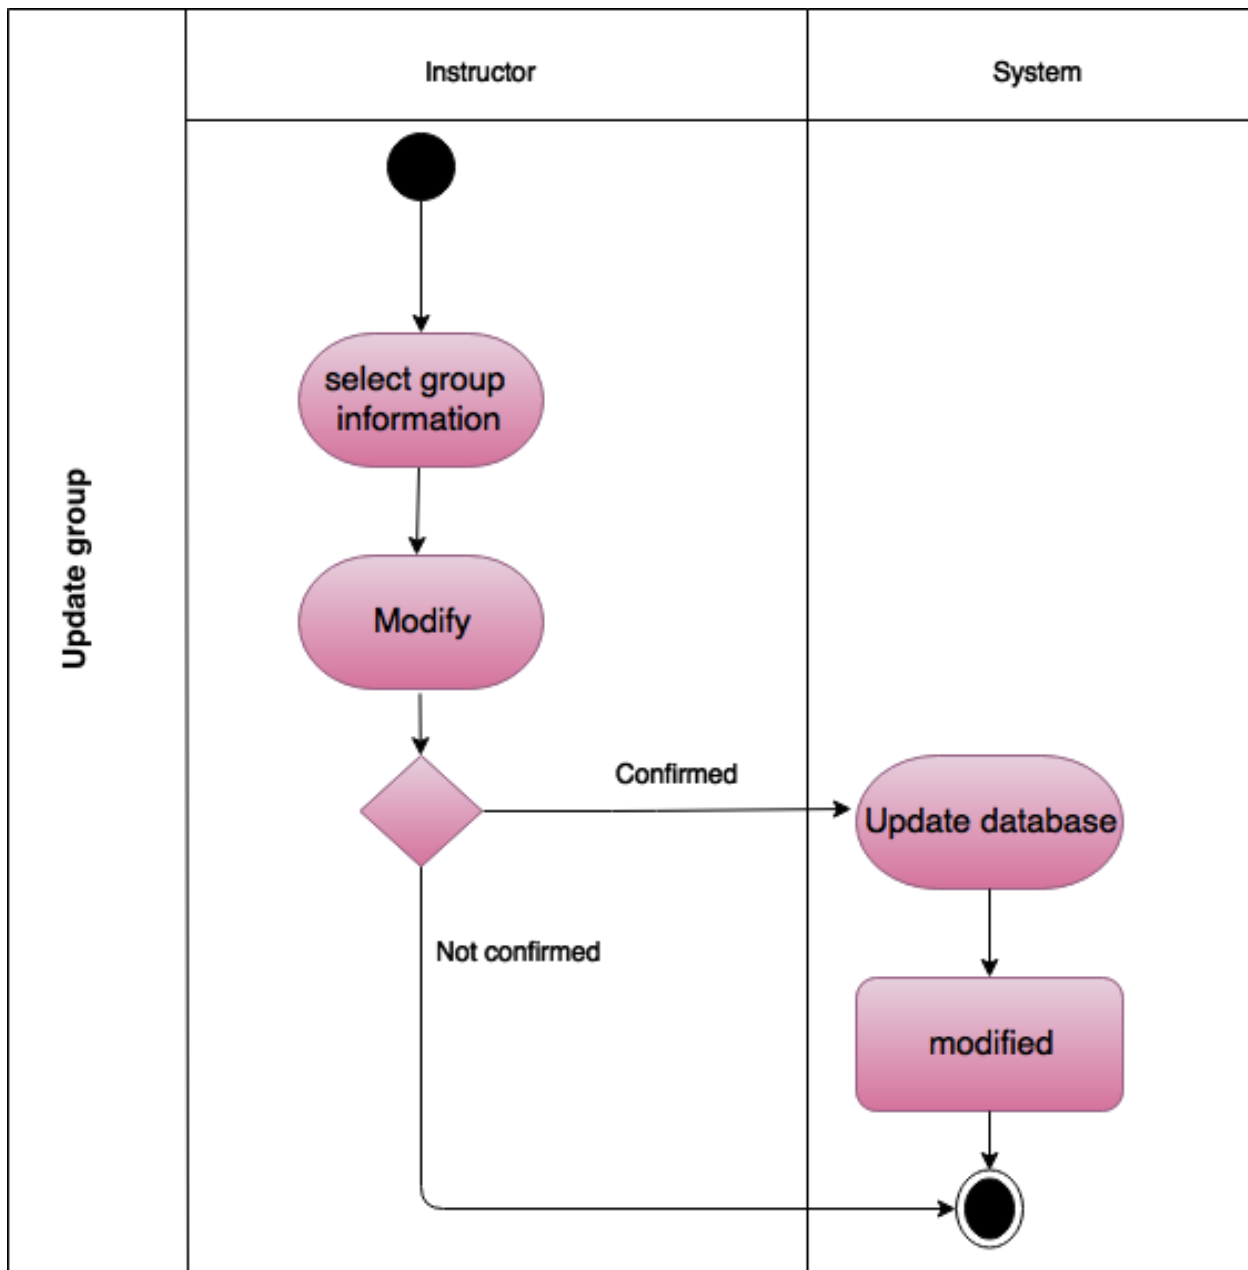 Instructor
System
Update group
select group
information
Modify
Confirmed
Update database
Not confirmed
modified